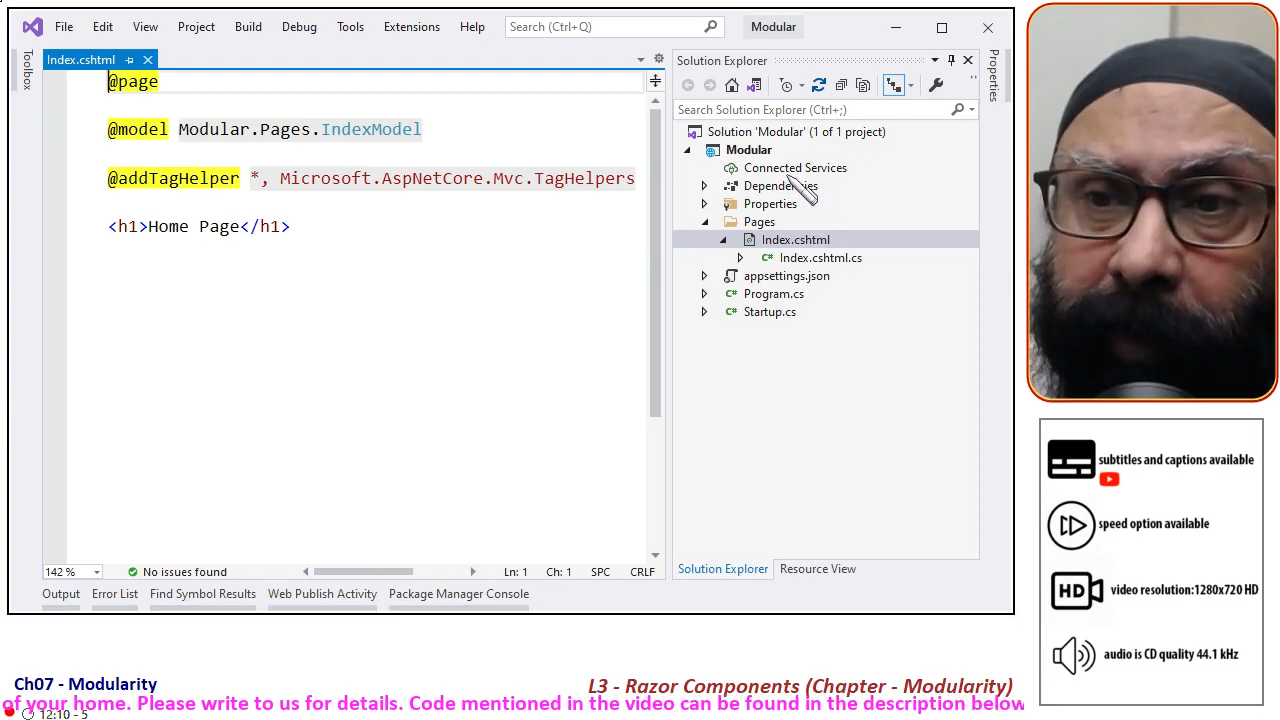 File Edit View Project Build Debug Tools Extensions Help Search (Ctrl+Q) Modular
Toolbox
Index.cshtml
@page
@model Modular.Pages.IndexModel
@addTagHelper *, Microsoft.AspNetCore.Mvc.TagHelpers
<h1>Home Page</h1>
142 % No issues found Ln: 1 Ch: 1 SPC CRLF
Output Error List Find Symbol Results Web Publish Activity Package Manager Console
Solution Explorer
Search Solution Explorer (Ctrl+;)
Solution 'Modular' (1 of 1 project)
Modular
Connected Services
Dependencies
Properties
Pages
Index.cshtml
C# Index.cshtml.cs
appsettings.json
C# Program.cs
C# Startup.cs
Solution Explorer Resource View
Properties
subtitles and captions available
speed option available
HD video resolution:1280x720 HD
audio is CD quality 44.1 kHz
Ch07 - Modularity
L3 - Razor Components (Chapter - Modularity)
of your home. Please write to us for details. Code mentioned in the video can be found in the description below
12:10 - 5